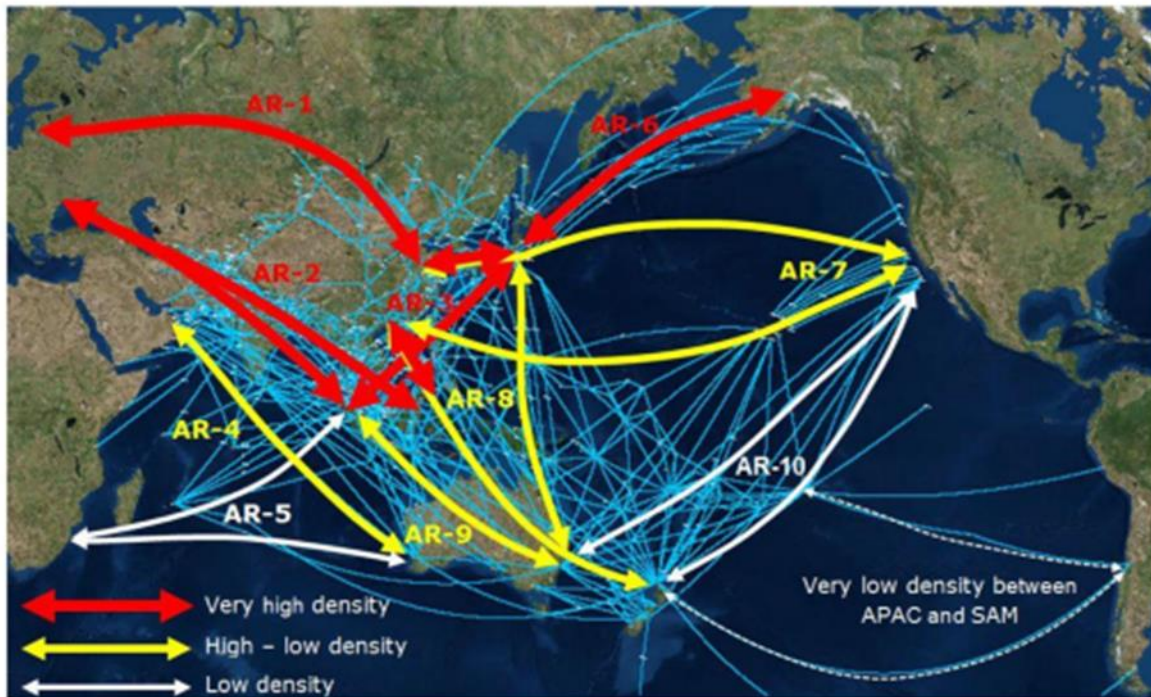 AR-1
AR-6
AR-2
AR-7
AR-3
AR-8
AR-4
AR-10
AR-5
AR-9
Very low density between
APAC and SAM
Very high density
High – low density
Low density